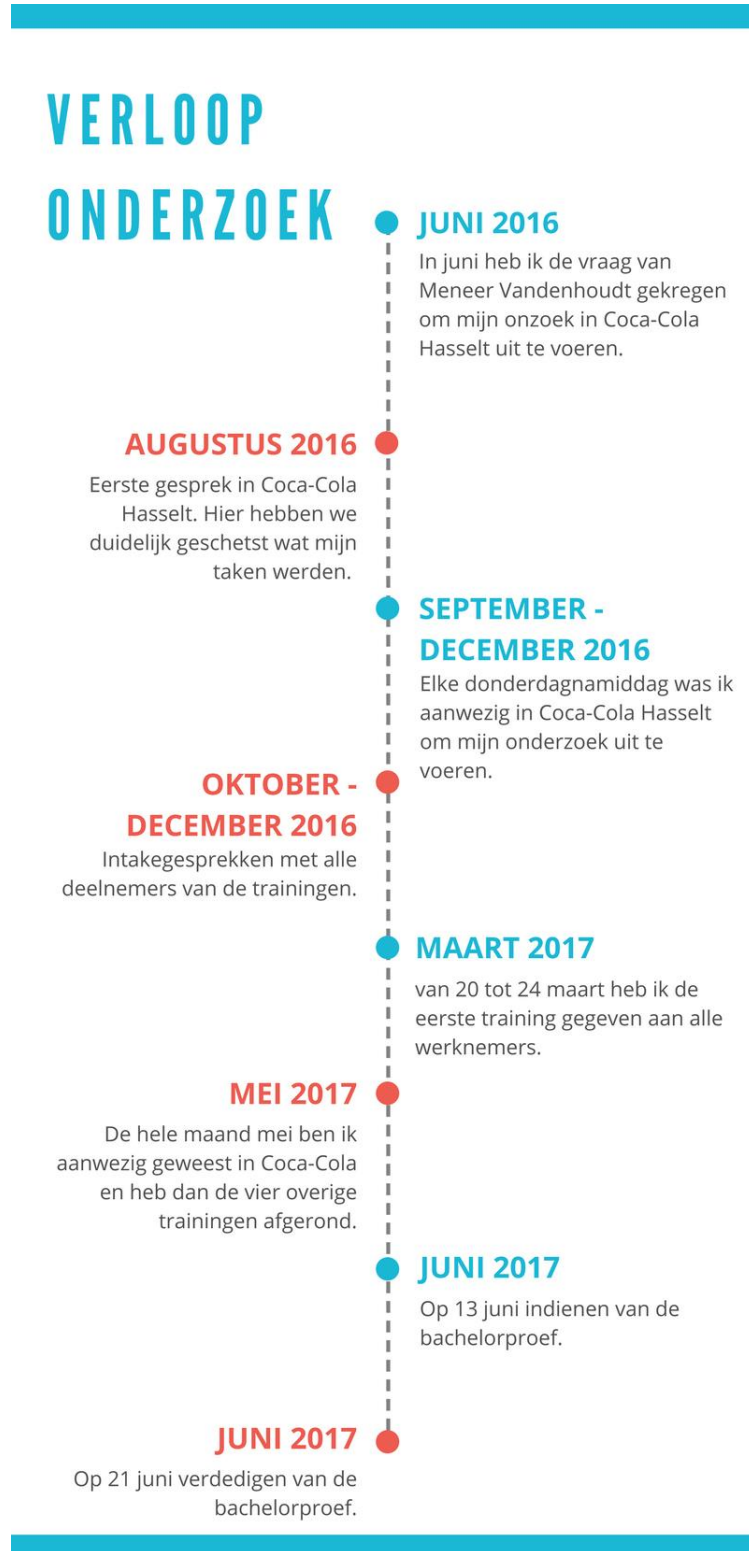 VERLOOP
ONDERZOEK
JUNI 2016
In juni heb ik de vraag van
Meneer Vandenhoudt gekregen
om mijn onzoek in Coca-Cola
Hasselt uit te voeren.
AUGUSTUS 2016
Eerste gesprek in Coca-Cola
Hasselt. Hier hebben we
duidelijk geschetst wat mijn
taken werden.
SEPTEMBER -
DECEMBER 2016
Elke donderdagnamiddag was ik
aanwezig in Coca-Cola Hasselt
om mijn onderzoek uit te
voeren.
OKTOBER -
DECEMBER 2016
Intakegesprekken met alle
deelnemers van de trainingen.
MAART 2017
van 20 tot 24 maart heb ik de
eerste training gegeven aan alle
werknemers.
MEI 2017
De hele maand mei ben ik
aanwezig geweest in Coca-Cola
en heb dan de vier overige
trainingen afgerond.
JUNI 2017
Op 13 juni indienen van de
bachelorproef.
JUNI 2017
Op 21 juni verdedigen van de
bachelorproef.